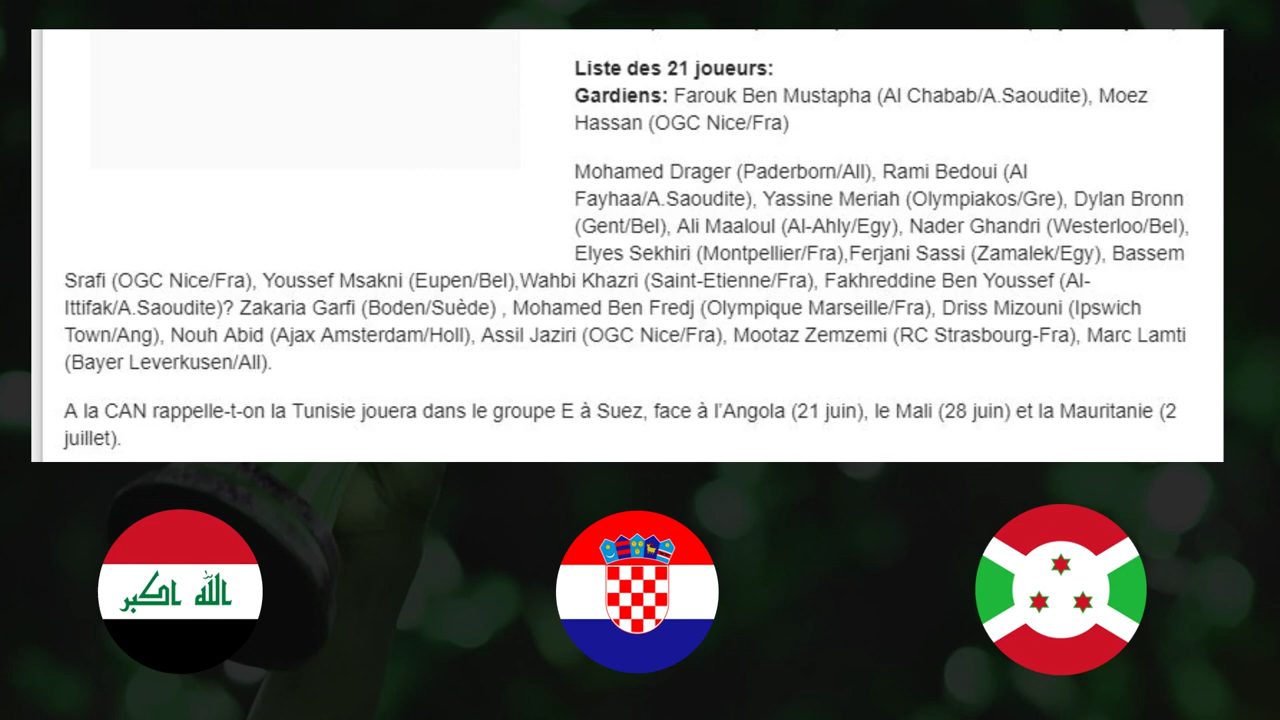 Liste des 21 joueurs:
Gardiens: Farouk Ben Mustapha (Al Chabab/A.Saoudite), Moez
Hassan (OGC Nice/Fra)
Mohamed Drager (Paderborn/All), Rami Bedoui (Al
Fayhaa/A.Saoudite), Yassine Meriah (Olympiakos/Gre), Dylan Bronn
(Gent/Bel), Ali Maaloul (Al-Ahly/Egy), Nader Ghandri (Westerloo/Bel),
Elyes Sekhiri (Montpellier/Fra),Ferjani Sassi (Zamalek/Egy), Bassem
Srafi (OGC Nice/Fra), Youssef Msakni (Eupen/Bel),Wahbi Khazri (Saint-Etienne/Fra), Fakhreddine Ben Youssef (Al-
Ittifak/A.Saoudite)? Zakaria Garfi (Boden/Suède) , Mohamed Ben Fredj (Olympique Marseille/Fra), Driss Mizouni (Ipswich
Town/Ang), Nouh Abid (Ajax Amsterdam/Holl), Assil Jaziri (OGC Nice/Fra), Mootaz Zemzemi (RC Strasbourg-Fra), Marc Lamti
(Bayer Leverkusen/All).
A la CAN rappelle-t-on la Tunisie jouera dans le groupe E à Suez, face à l'Angola (21 juin), le Mali (28 juin) et la Mauritanie (2
juillet).
الله اكبر